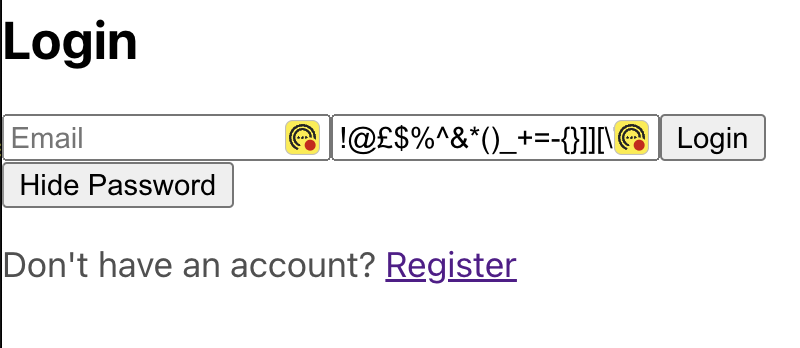 Login
Email !@£$%^&*()_+=-{}]][\ Login
Hide Password
Don't have an account? Register